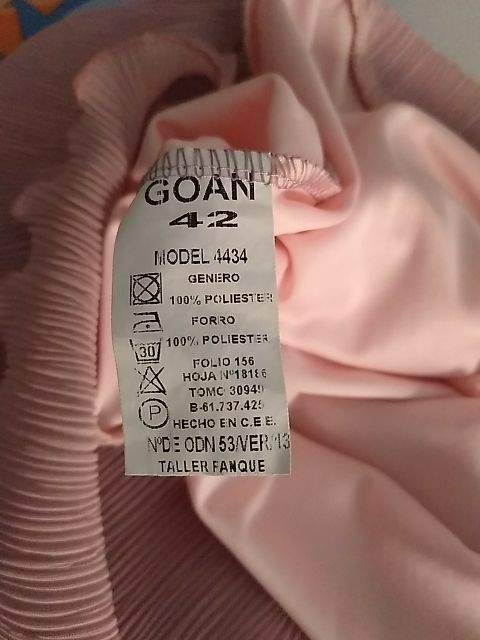 GOAN
42
MODEL 4434
GENERO
100% POLIESTER
FORRO
100% POLIESTER
30
FOLIO 156
HOJA Nº18186
TOMO 30949
B-61.737.425
P
HECHO EN C.E.E.
NºDE ODN 53/VER/13
TALLER FANQUE